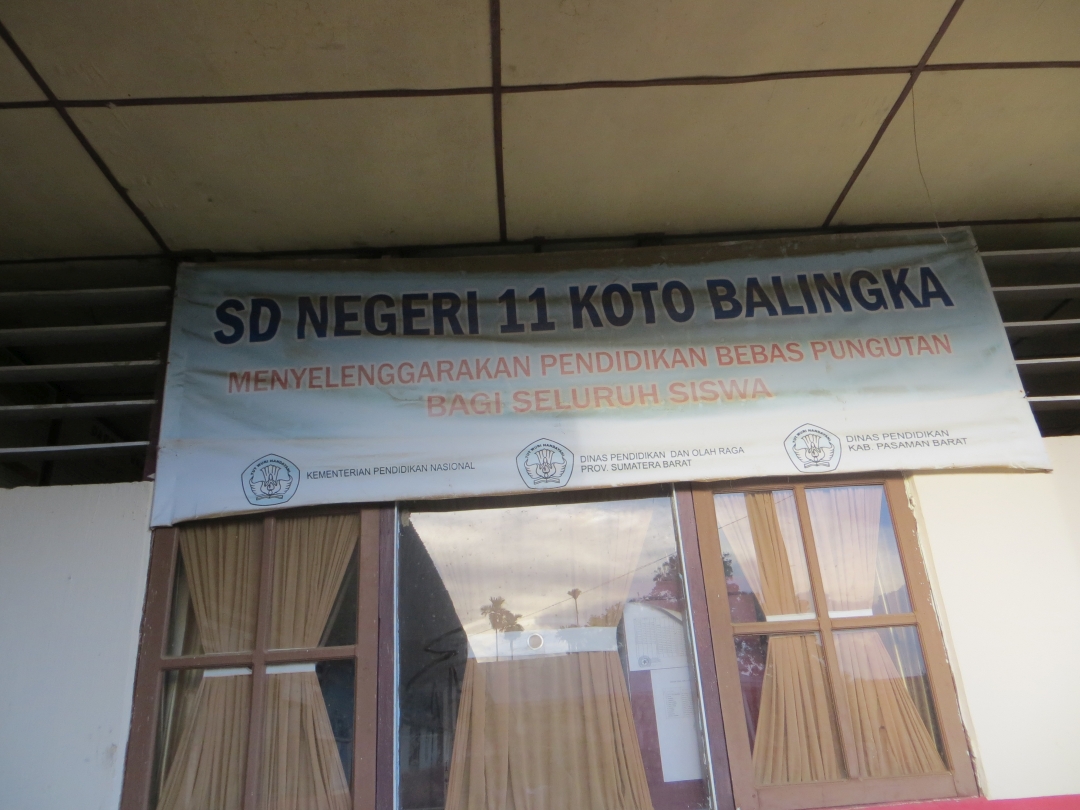 SD NEGERI 11 KOTO BALINGKA
MENYELENGGARAKAN PENDIDIKAN BEBAS PUNGUTAN
BAGI SELURUH SISWA
KEMENTERIAN PENDIDIKAN NASIONAL
DINAS PENDIDIKAN DAN OLAH RAGA
PROV. SUMATERA BARAT
DINAS PENDIDIKAN
KAB. PASAMAN BARAT